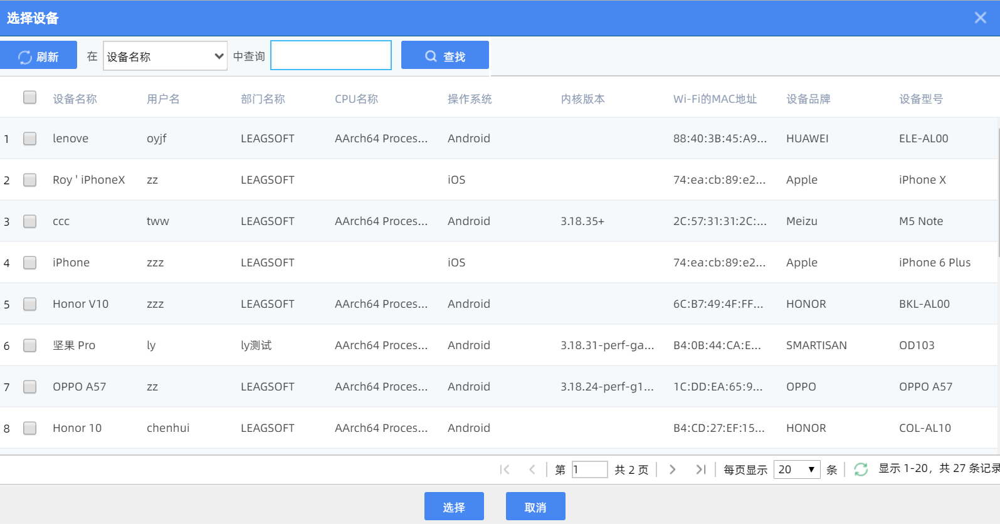 选择设备
刷新 在 设备名称 中查询 查找
设备名称 用户名 部门名称 CPU名称 操作系统 内核版本 Wi-Fi的MAC地址 设备品牌 设备型号
1 lenove oyjf LEAGSOFT AArch64 Proces... Android 88:40:3B:45:A9... HUAWEI ELE-AL00
2 Roy ' iPhoneX zz LEAGSOFT iOS 74:ea:cb:89:e2... Apple iPhone X
3 ccc tww LEAGSOFT AArch64 Proces... Android 3.18.35+ 2C:57:31:31:2C:... Meizu M5 Note
4 iPhone zzz LEAGSOFT iOS 74:ea:cb:89:e2... Apple iPhone 6 Plus
5 Honor V10 zzz LEAGSOFT AArch64 Proces... Android 6C:B7:49:4F:FF... HONOR BKL-AL00
6 坚果 Pro ly ly测试 AArch64 Proces... Android 3.18.31-perf-ga... B4:0B:44:CA:E... SMARTISAN OD103
7 OPPO A57 zz LEAGSOFT AArch64 Proces... Android 3.18.24-perf-g1... 1C:DD:EA:65:9... OPPO OPPO A57
8 Honor 10 chenhui LEAGSOFT AArch64 Proces... Android B4:CD:27:EF:15... HONOR COL-AL10
第 1 共 2 页 每页显示 20 条 显示 1-20，共 27 条记录
选择 取消